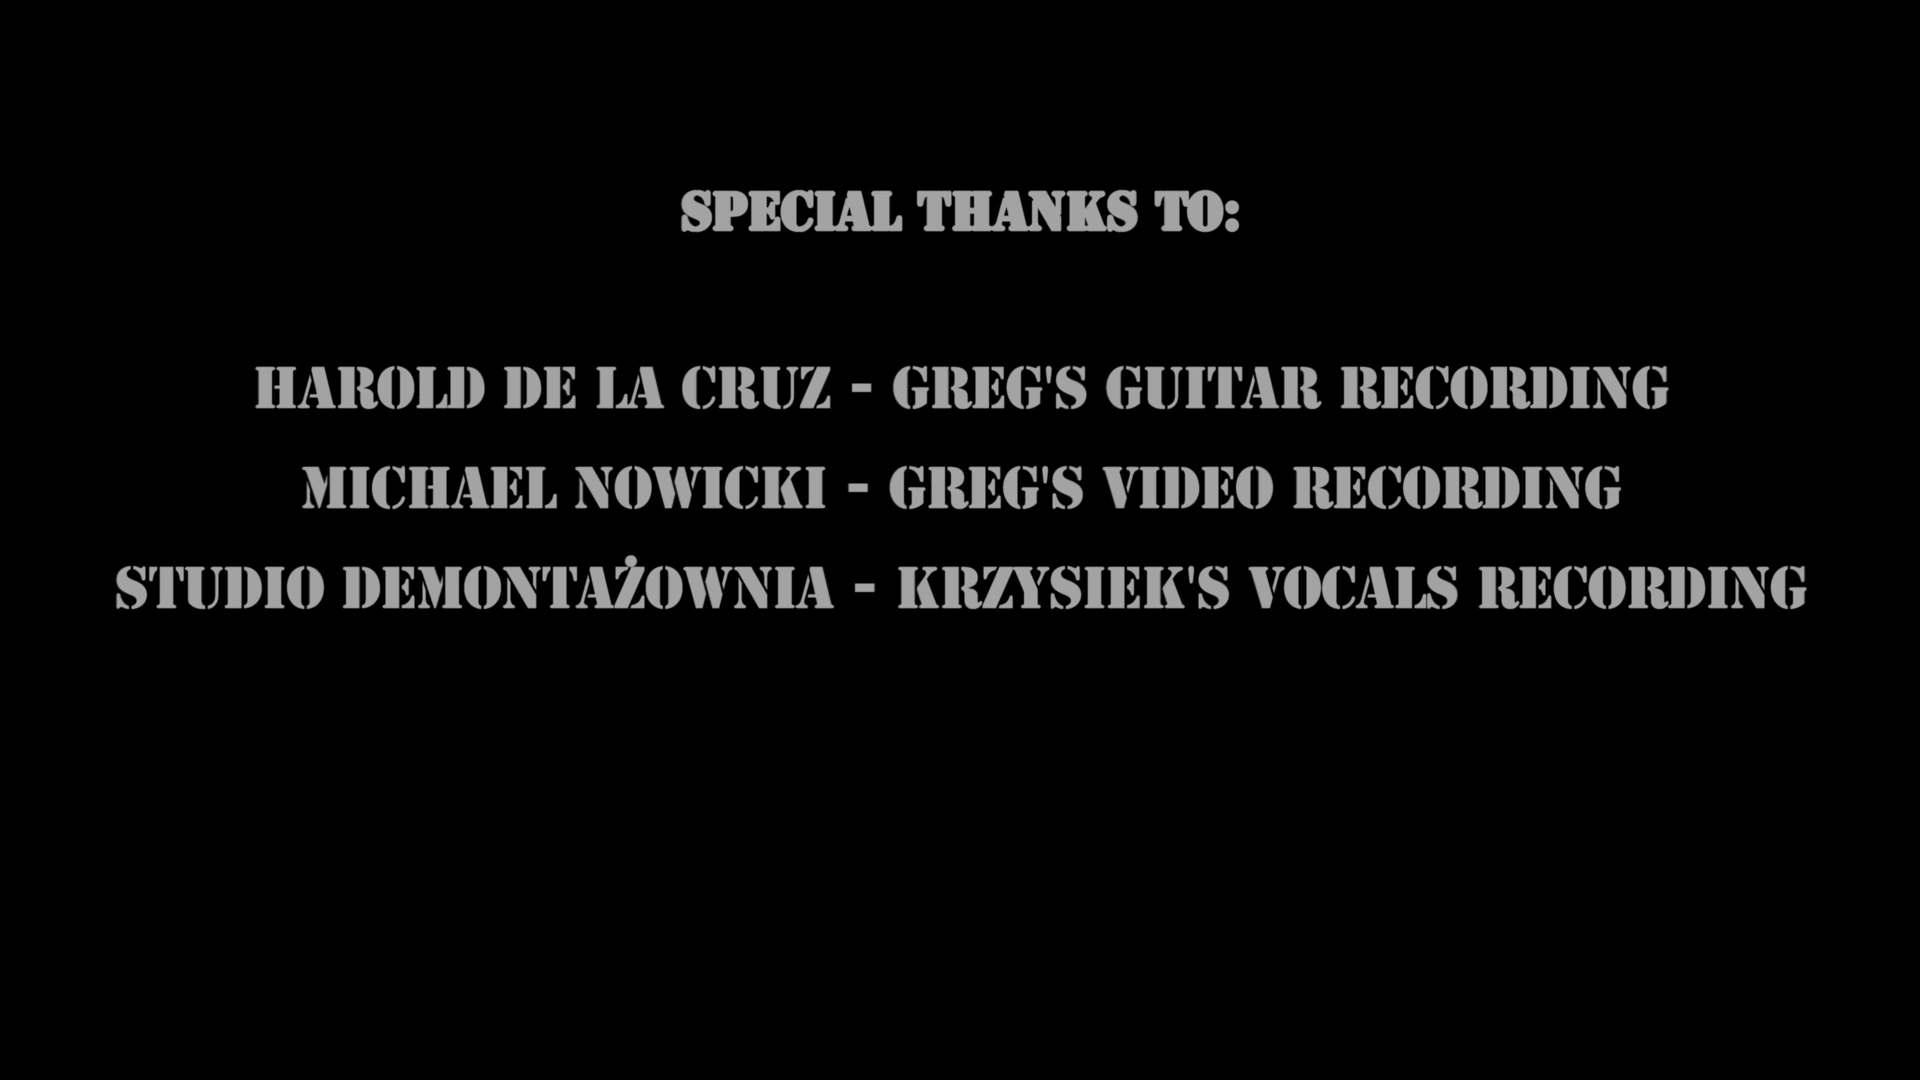 SPECIAL THANKS TO:
HAROLD DE LA CRUZ - GREG'S GUITAR RECORDING
MICHAEL NOWICKI - GREG'S VIDEO RECORDING
STUDIO DEMONTAŻOWNIA - KRZYSIEK'S VOCALS RECORDING